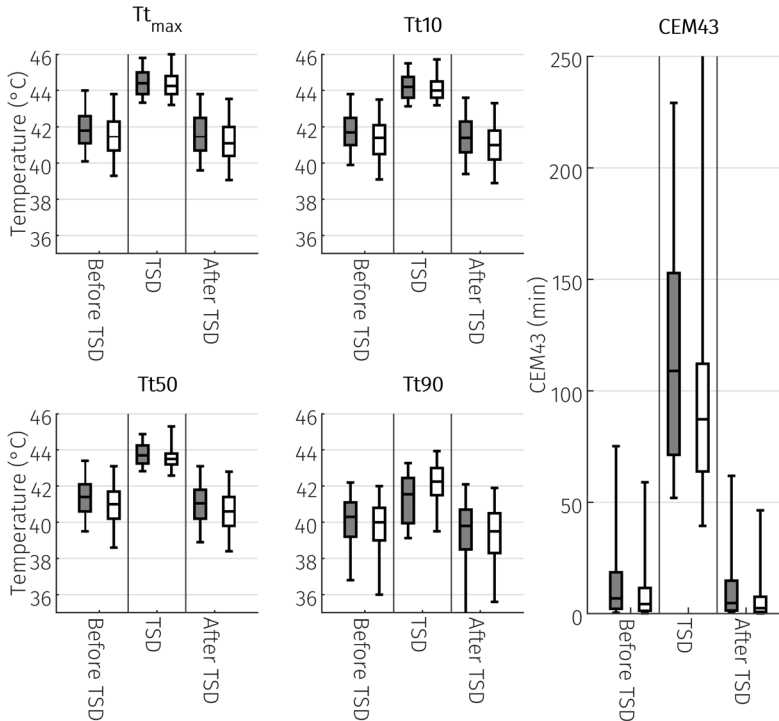 Tt max
Tt10
CEM43
Temperature (°C)
46
44
42
40
38
36
Before TSD
TSD
After TSD
46
44
42
40
38
36
Before TSD
TSD
After TSD
CEM43 (min)
250
200
150
100
50
0
Before TSD
TSD
After TSD
Tt50
Tt90
Temperature (°C)
46
44
42
40
38
36
Before TSD
TSD
After TSD
46
44
42
40
38
36
Before TSD
TSD
After TSD